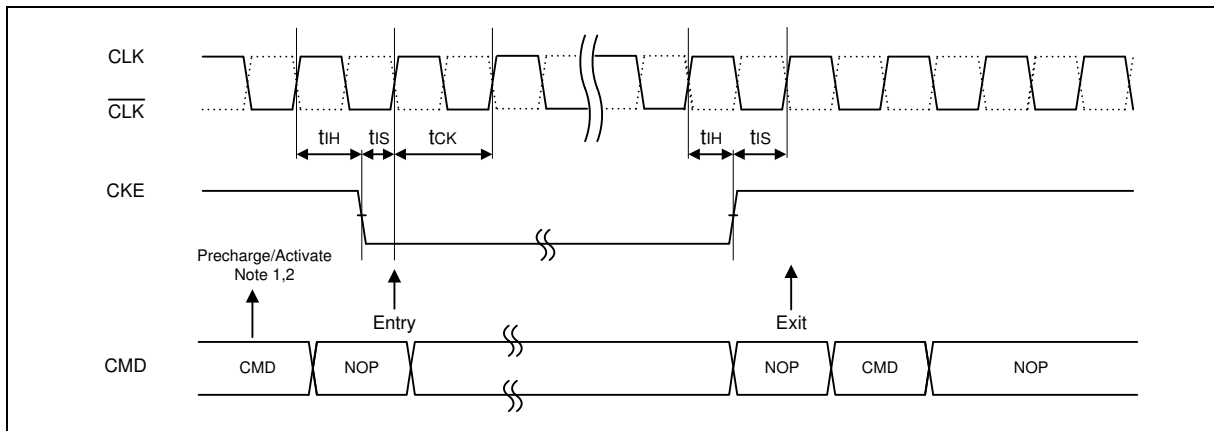 CLK
CLK
tIH
tIS
tCK
tIH
tIS
CKE
Precharge/Activate
Note 1,2
Entry
Exit
CMD
CMD
NOP
NOP
CMD
NOP